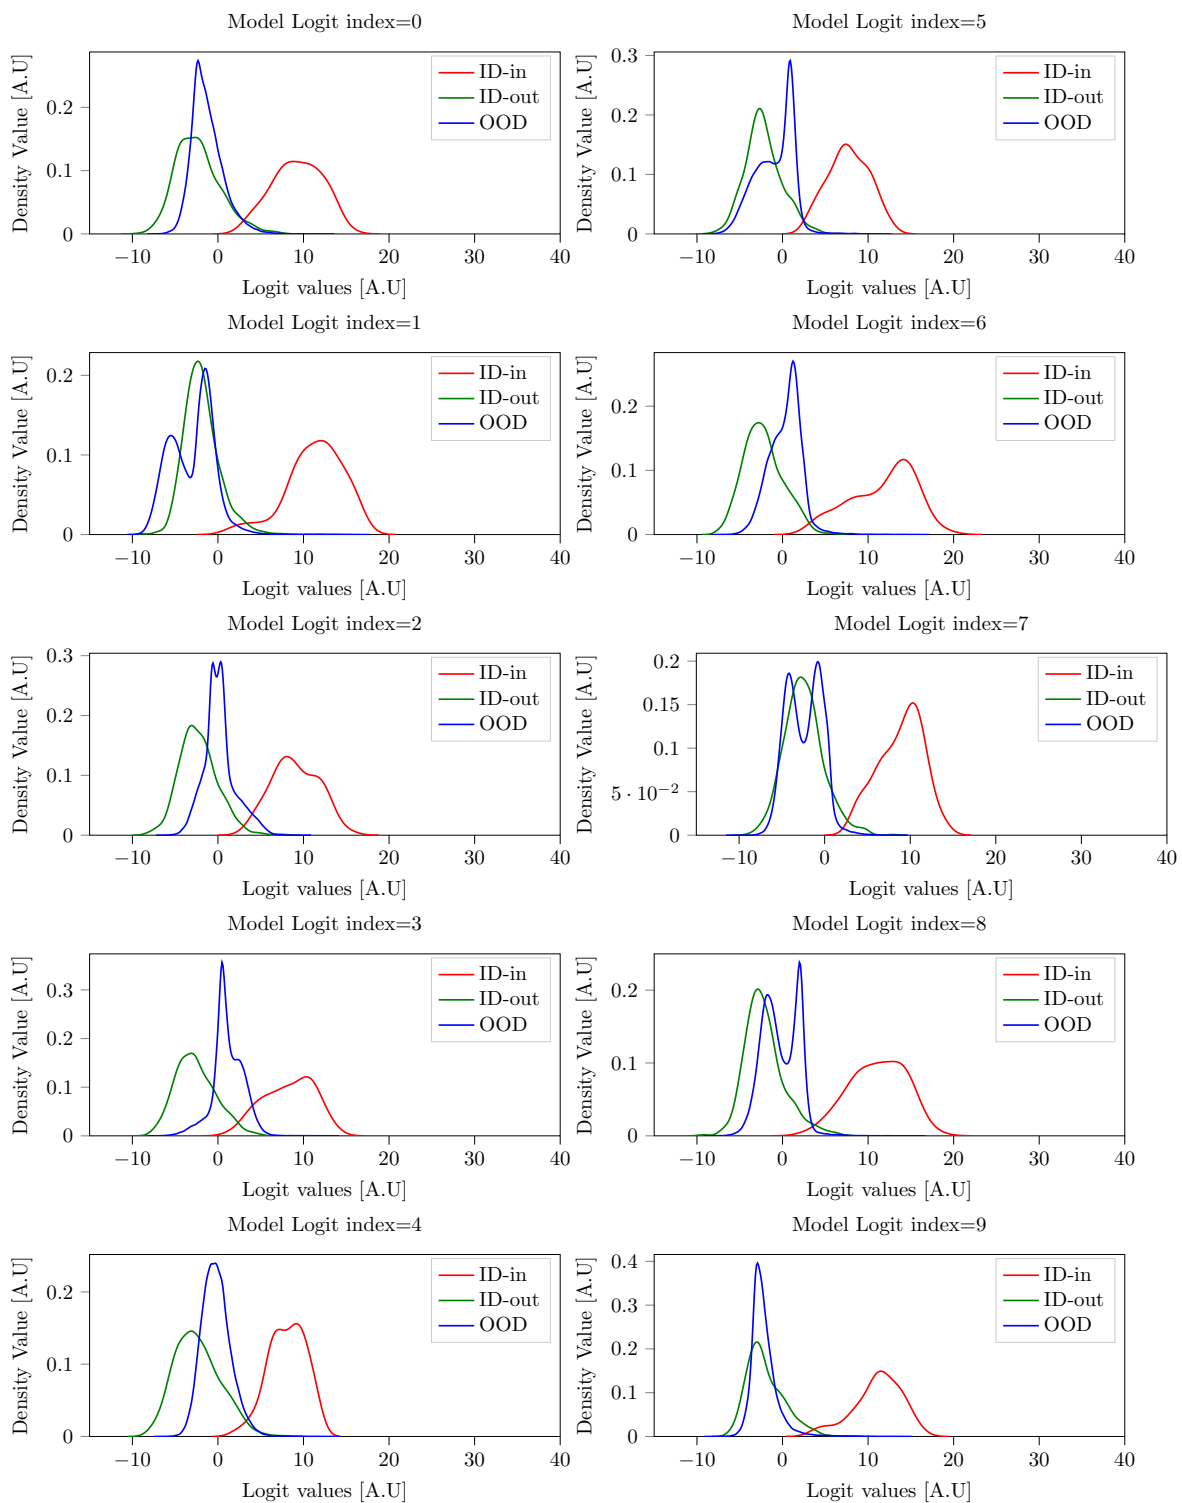 Model Logit index=0
Density Value [A.U]
0.2
0.1
0
ID-in
ID-out
OOD
−10 0 10 20 30 40
Logit values [A.U]
Model Logit index=5
Density Value [A.U]
0.3
0.2
0.1
0
ID-in
ID-out
OOD
−10 0 10 20 30 40
Logit values [A.U]
Model Logit index=1
Density Value [A.U]
0.2
0.1
0
ID-in
ID-out
OOD
−10 0 10 20 30 40
Logit values [A.U]
Model Logit index=6
Density Value [A.U]
0.2
0.1
0
ID-in
ID-out
OOD
−10 0 10 20 30 40
Logit values [A.U]
Model Logit index=2
Density Value [A.U]
0.3
0.2
0.1
0
ID-in
ID-out
OOD
−10 0 10 20 30 40
Logit values [A.U]
Model Logit index=7
Density Value [A.U]
0.2
0.15
0.1
5 · 10⁻²
0
ID-in
ID-out
OOD
−10 0 10 20 30 40
Logit values [A.U]
Model Logit index=3
Density Value [A.U]
0.3
0.2
0.1
0
ID-in
ID-out
OOD
−10 0 10 20 30 40
Logit values [A.U]
Model Logit index=8
Density Value [A.U]
0.2
0.1
0
ID-in
ID-out
OOD
−10 0 10 20 30 40
Logit values [A.U]
Model Logit index=4
Density Value [A.U]
0.2
0.1
0
ID-in
ID-out
OOD
−10 0 10 20 30 40
Logit values [A.U]
Model Logit index=9
Density Value [A.U]
0.4
0.3
0.2
0.1
0
ID-in
ID-out
OOD
−10 0 10 20 30 40
Logit values [A.U]